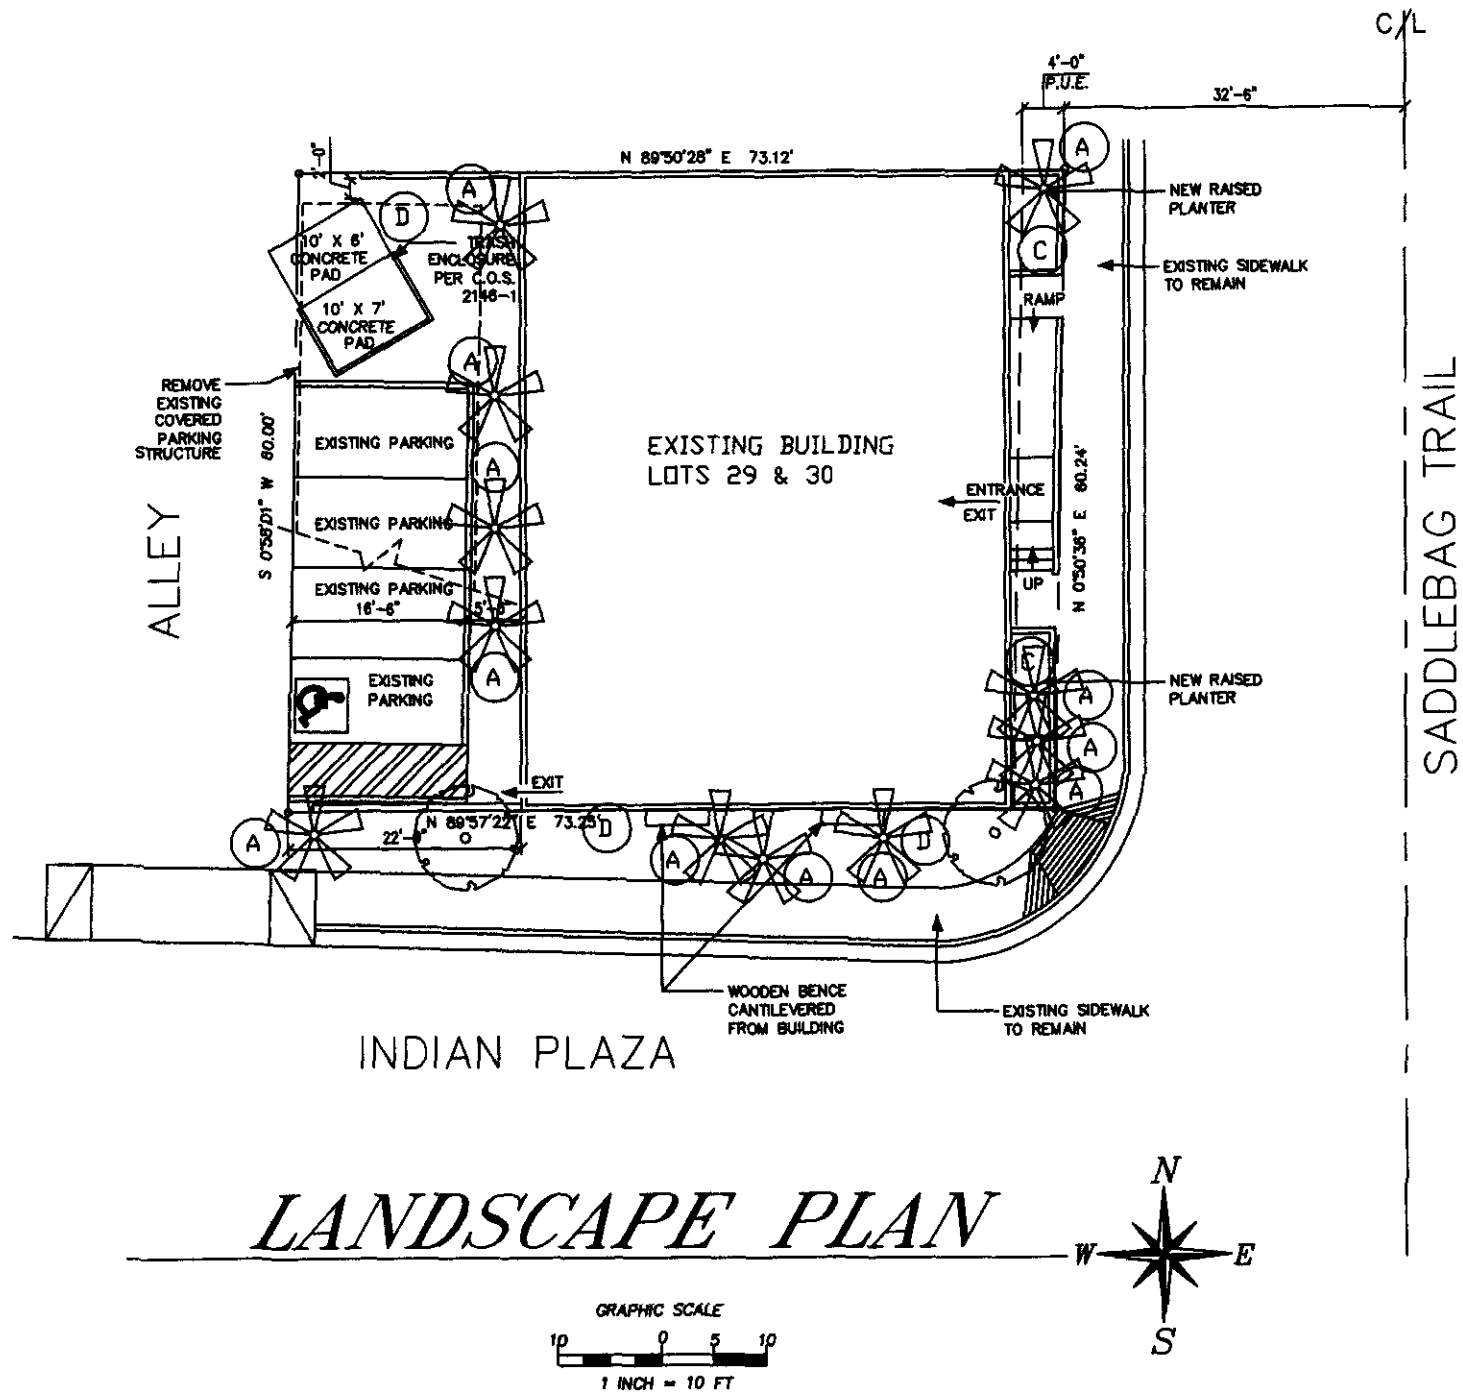 C/L
4'-0"
P.U.E.
32'-6"
N 89°50'28" E 73.12'
A
A
D
NEW RAISED
PLANTER
10' X 6'
CONCRETE
PAD
TRASH
ENCLOSURE
PER C.O.S.
2146-1
C
EXISTING SIDEWALK
TO REMAIN
10' X 7'
CONCRETE
PAD
RAMP
A
REMOVE
EXISTING
COVERED
PARKING
STRUCTURE
S 0°58'01" W 80.00'
EXISTING PARKING
EXISTING BUILDING
LOTS 29 & 30
A
ENTRANCE
EXIT
N 0°50'38" E 80.24'
SADDLEBAG TRAIL
ALLEY
EXISTING PARKING
EXISTING PARKING
16'-6"
UP
A
C
EXISTING
PARKING
NEW RAISED
PLANTER
A
A
A
EXIT
N 89°57'22" E 73.25'
A
D
D
A
A
A
WOODEN BENCE
CANTILEVERED
FROM BUILDING
EXISTING SIDEWALK
TO REMAIN
INDIAN PLAZA
LANDSCAPE PLAN
N
W
E
S
GRAPHIC SCALE
10 0 5 10
1 INCH = 10 FT